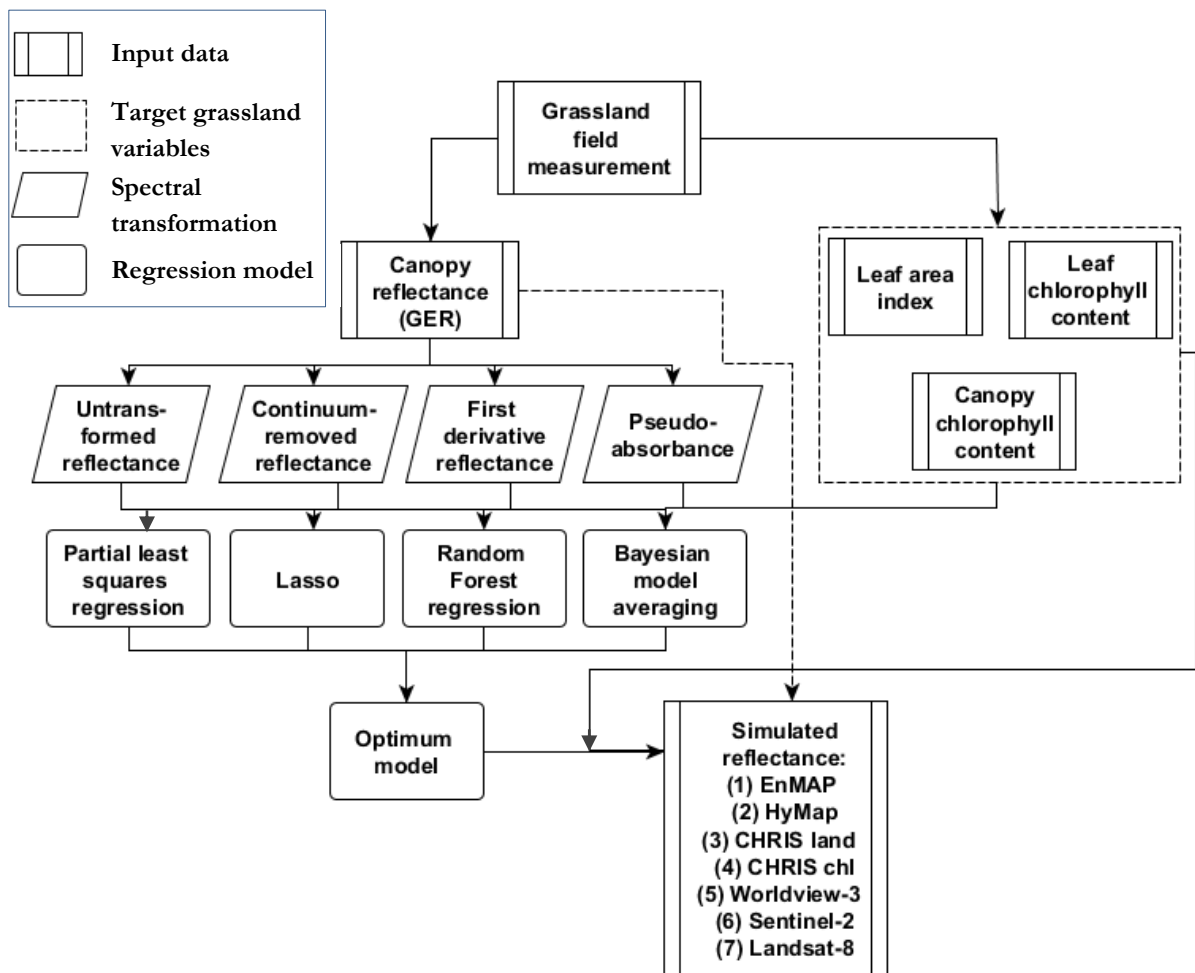 Input data
Target grassland
variables
Spectral
transformation
Regression model
Grassland
field
measurement
Canopy
reflectance
(GER)
Leaf area
index
Leaf
chlorophyll
content
Canopy
chlorophyll
content
Untrans-
formed
reflectance
Continuum-
removed
reflectance
First
derivative
reflectance
Pseudo-
absorbance
Partial least
squares
regression
Lasso
Random
Forest
regression
Bayesian
model
averaging
Optimum
model
Simulated
reflectance:
(1) EnMAP
(2) HyMap
(3) CHRIS land
(4) CHRIS chl
(5) Worldview-3
(6) Sentinel-2
(7) Landsat-8